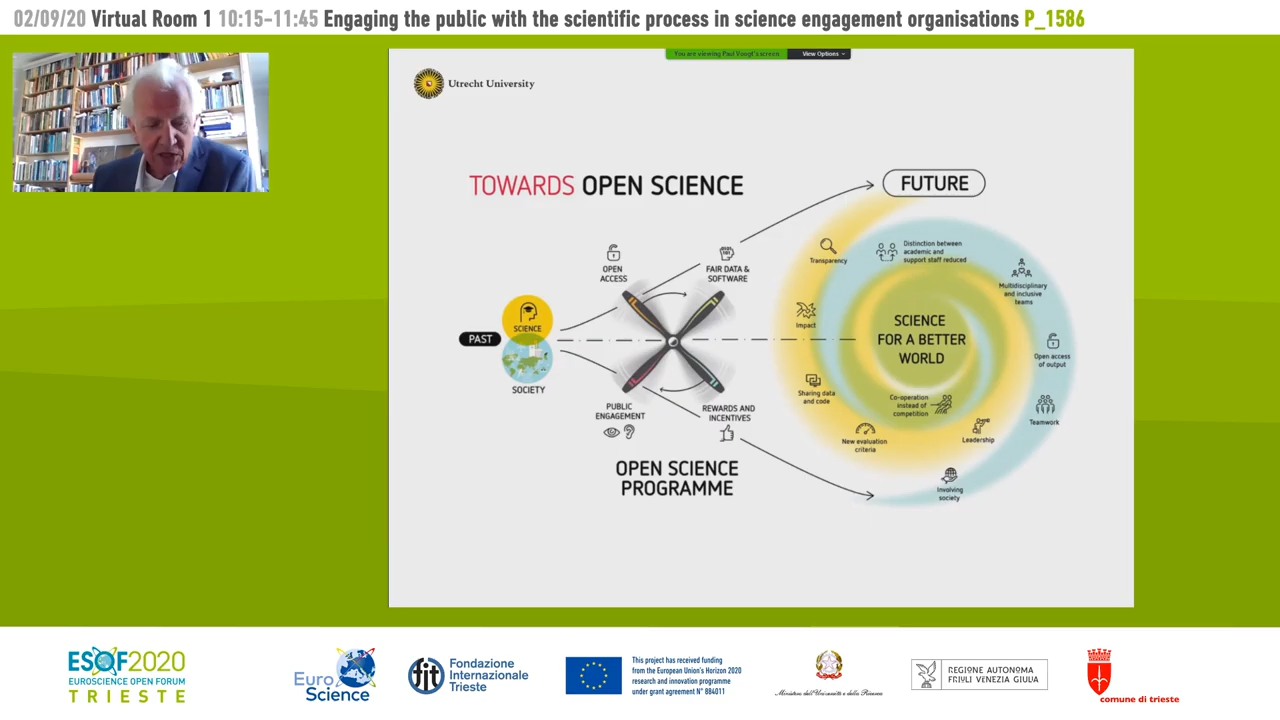 02/09/20 Virtual Room 1 10:15-11:45 Engaging the public with the scientific process in science engagement organisations P_1586
You are viewing Paul Voogt's screen
View Options
Utrecht University
TOWARDS OPEN SCIENCE
FUTURE
OPEN
ACCESS
FAIR DATA &
SOFTWARE
PAST
SCIENCE
SOCIETY
PUBLIC
ENGAGEMENT
REWARDS AND
INCENTIVES
OPEN SCIENCE
PROGRAMME
Transparency
Distinction between
academic and
support staff reduced
Multidisciplinary
and inclusive
teams
Impact
SCIENCE
FOR A BETTER
WORLD
Open access
of output
Sharing data
and code
Co-operation
instead of
competition
Teamwork
New evaluation
criteria
Leadership
Involving
society
ESOF2020
EUROSCIENCE OPEN FORUM
TRIESTE
Euro
Science
fit
Fondazione
Internazionale
Trieste
This project has received funding
from the European Union's Horizon 2020
research and innovation programme
under grant agreement N° 884011
Ministero dell'Università e della Ricerca
REGIONE AUTONOMA
FRIULI VENEZIA GIULIA
comune di trieste